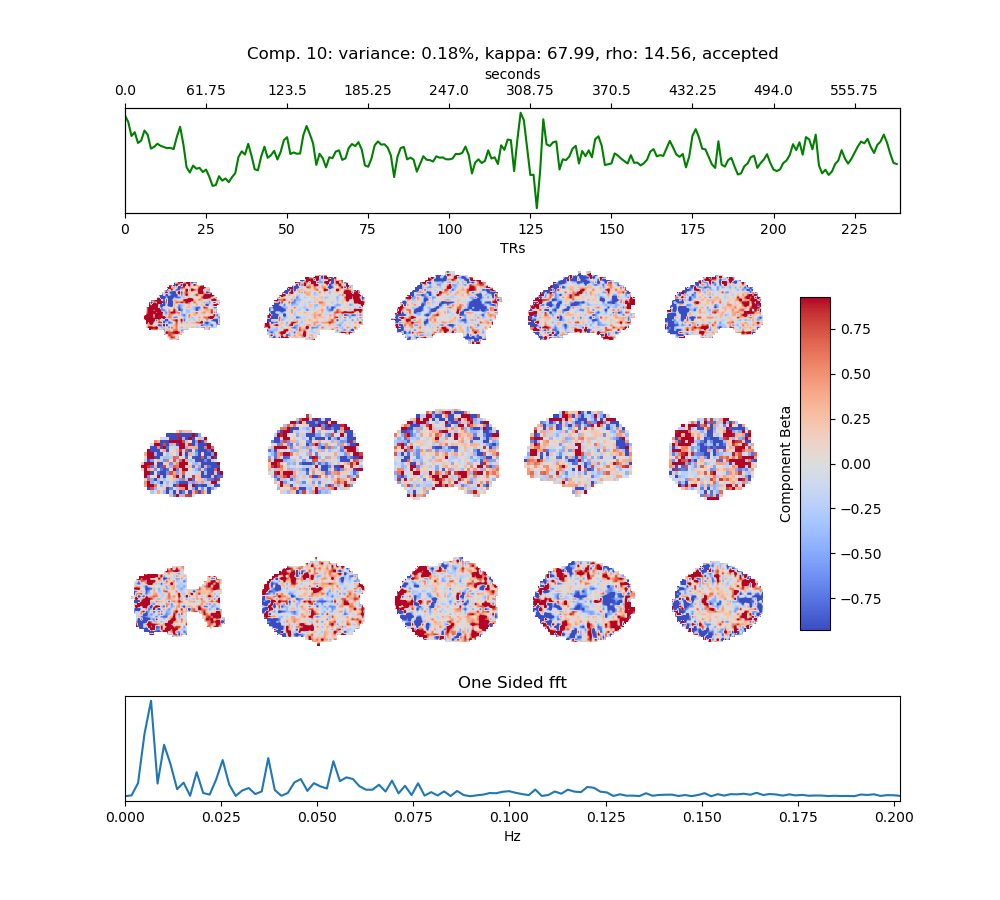 Comp. 10: variance: 0.18%, kappa: 67.99, rho: 14.56, accepted
seconds
0.0 61.75 123.5 185.25 247.0 308.75 370.5 432.25 494.0 555.75
0 25 50 75 100 125 150 175 200 225
TRs
0.75
0.50
0.25
0.00
−0.25
−0.50
−0.75
Component Beta
One Sided fft
0.000 0.025 0.050 0.075 0.100 0.125 0.150 0.175 0.200
Hz